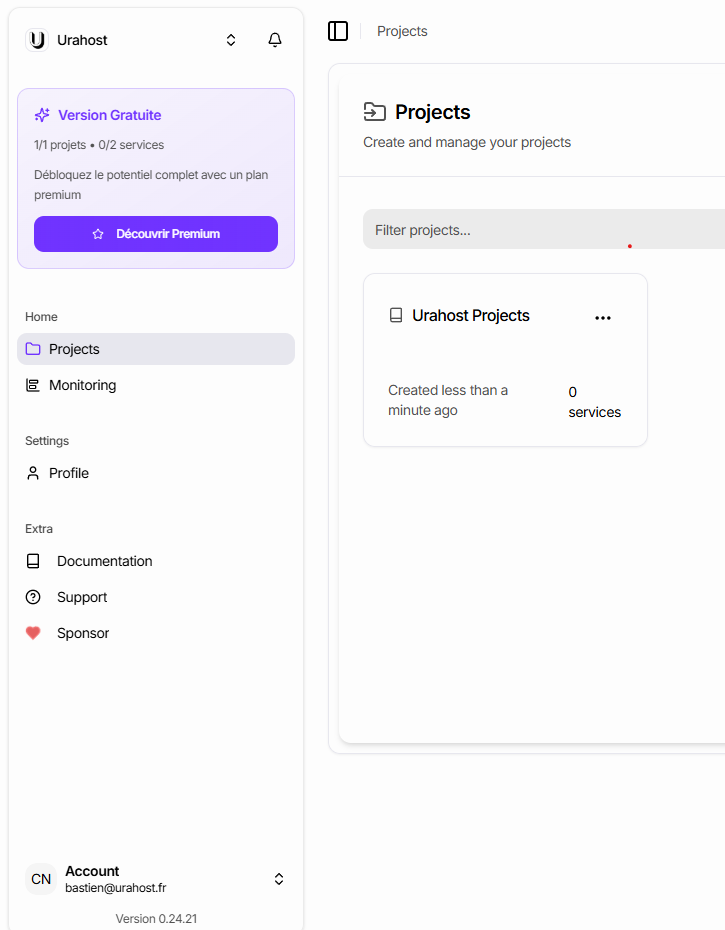 Urahost
Version Gratuite
1/1 projets • 0/2 services
Débloquez le potentiel complet avec un plan
premium
Découvrir Premium
Home
Projects
Monitoring
Settings
Profile
Extra
Documentation
Support
Sponsor
CN
Account
bastien@urahost.fr
Version 0.24.21
Projects
Projects
Create and manage your projects
Filter projects...
Urahost Projects
Created less than a
minute ago
0
services